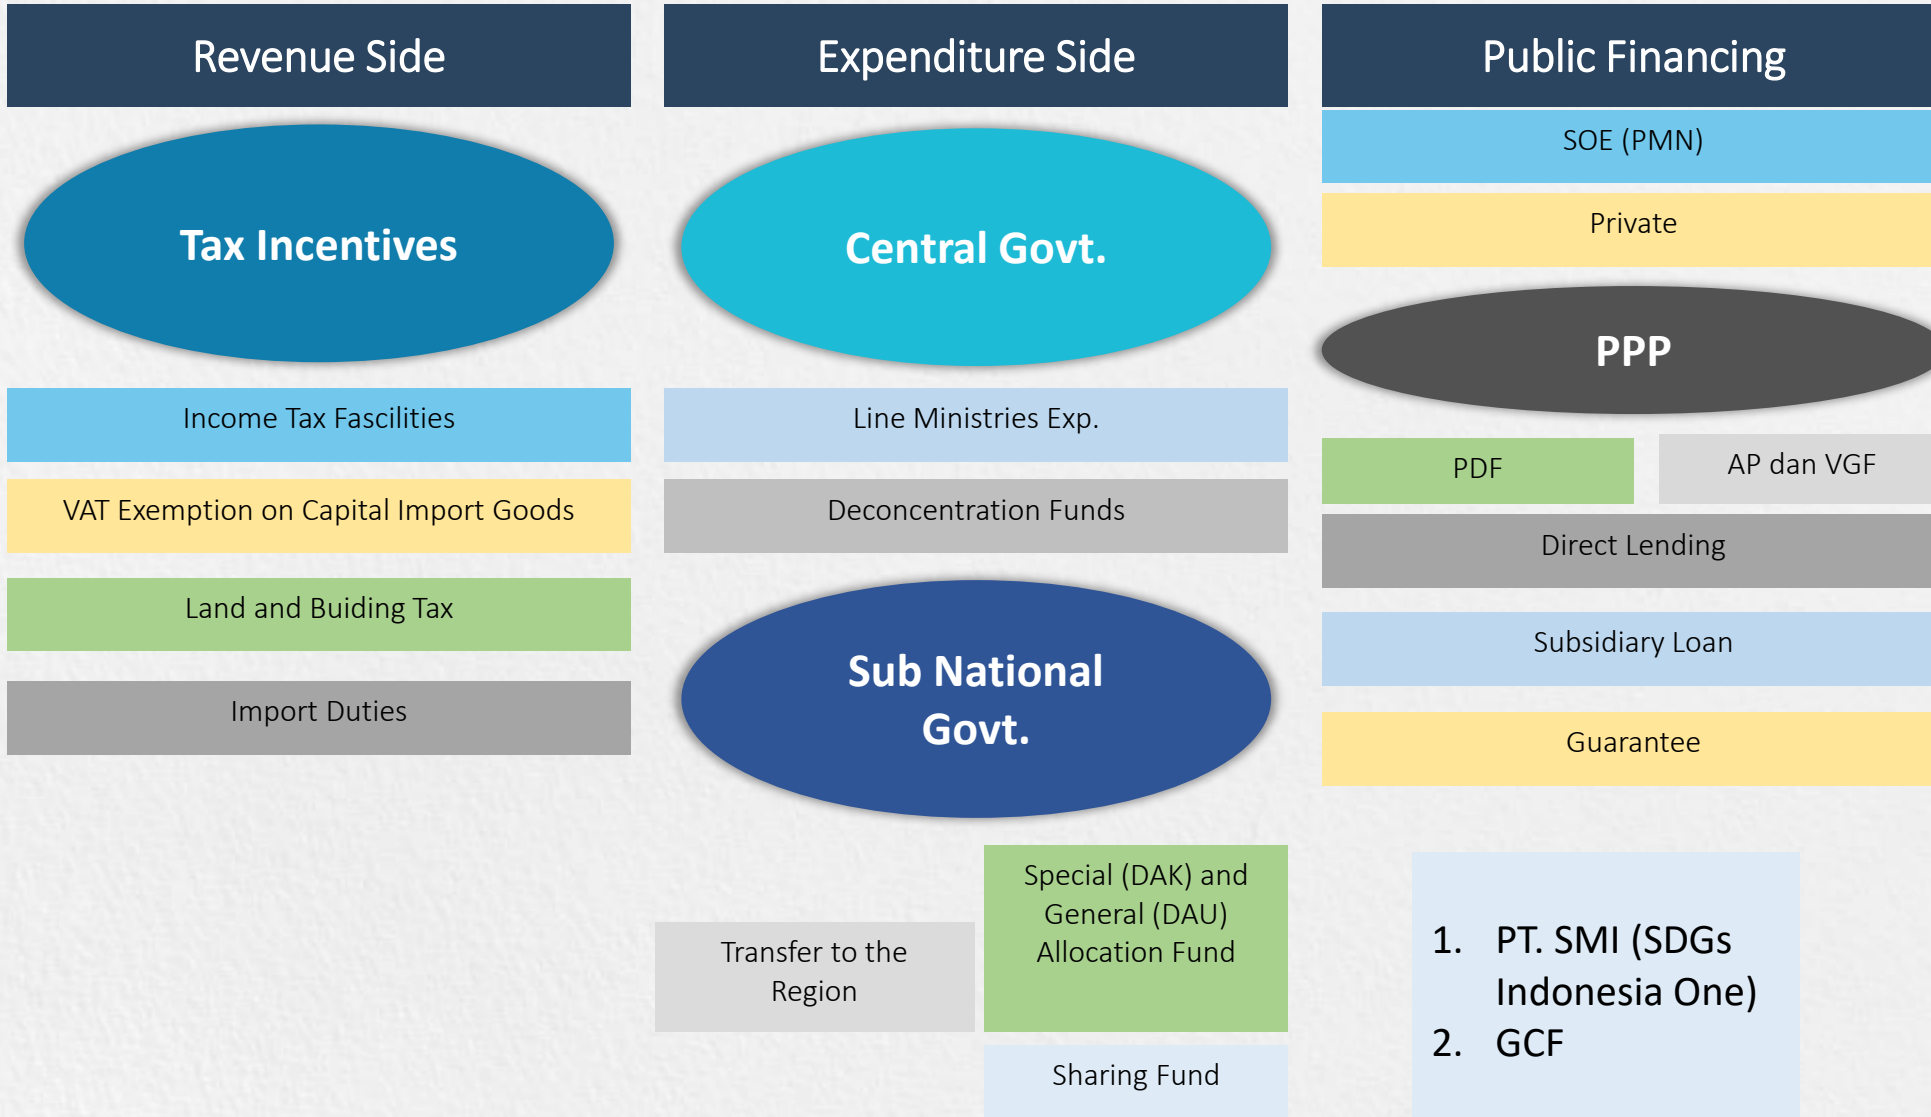 Revenue Side
Tax Incentives
Income Tax Fascilities
VAT Exemption on Capital Import Goods
Land and Buiding Tax
Import Duties
Expenditure Side
Central Govt.
Line Ministries Exp.
Deconcentration Funds
Sub National
Govt.
Transfer to the
Region
Special (DAK) and
General (DAU)
Allocation Fund
Sharing Fund
Public Financing
SOE (PMN)
Private
PPP
PDF
AP dan VGF
Direct Lending
Subsidiary Loan
Guarantee
1. PT. SMI (SDGs
Indonesia One)
2. GCF